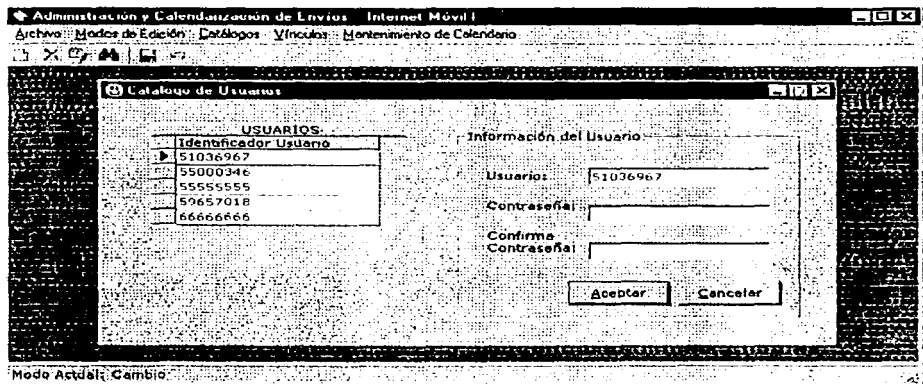 Administración y Calendarización de Envíos Internet Móvil
Archivo Modos de Edición Catálogos Vínculos Mantenimiento de Calendario
Catalogo de Usuarios
USUARIOS
Identificador Usuario
51036967
55000346
55555555
59657018
66666666
Información del Usuario
Usuario: 51036967
Contraseña:
Confirma
Contraseña:
Aceptar Cancelar
Modo Actual: Cambio